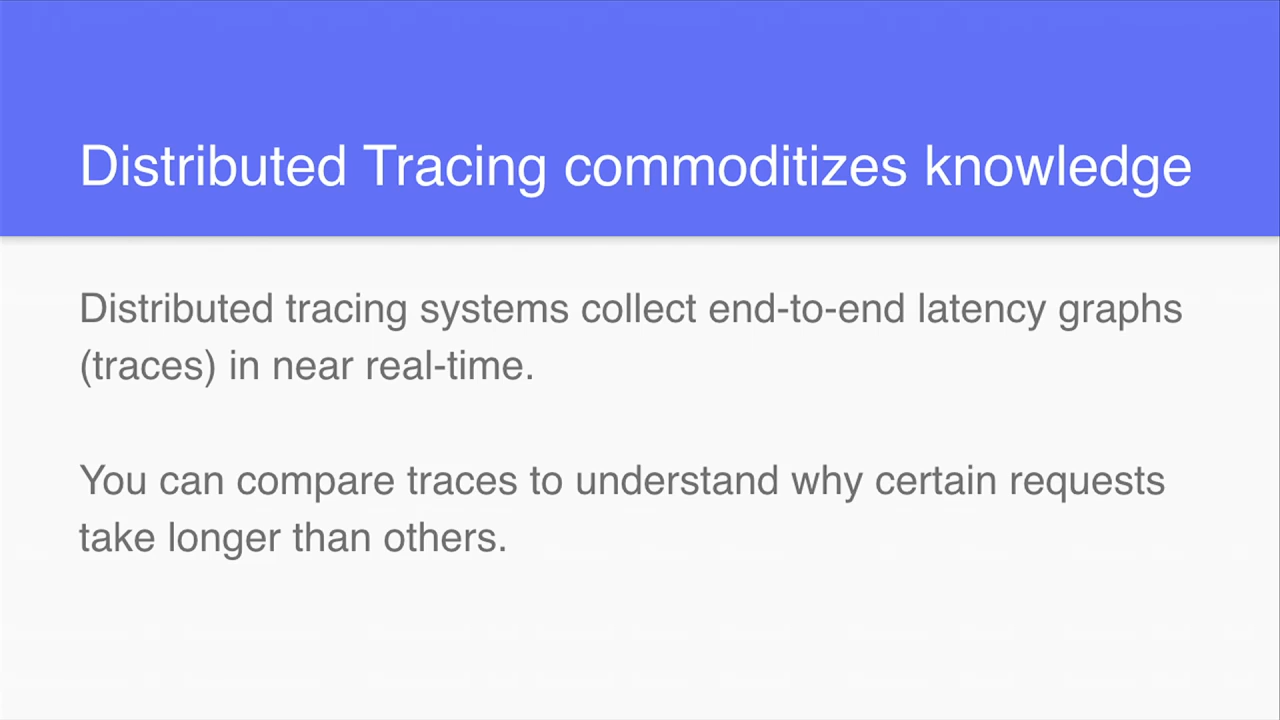 Distributed Tracing commoditizes knowledge
Distributed tracing systems collect end-to-end latency graphs
(traces) in near real-time.
You can compare traces to understand why certain requests
take longer than others.